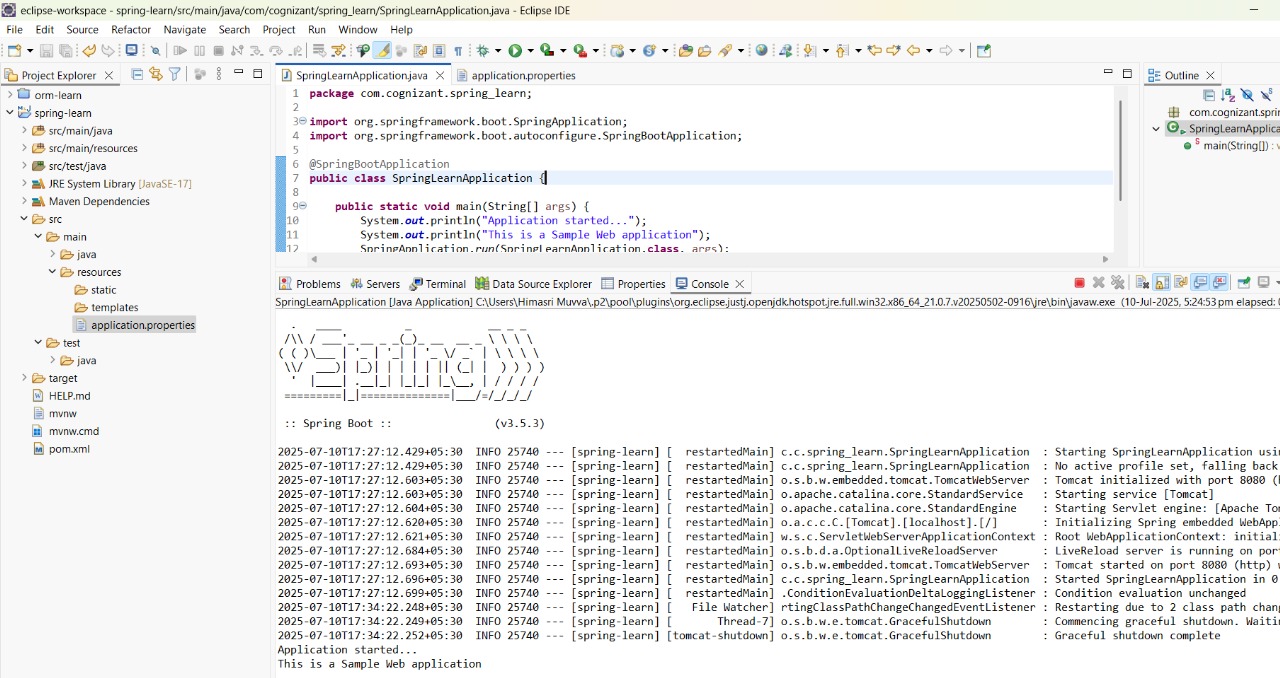 eclipse-workspace - spring-learn/src/main/java/com/cognizant/spring_learn/SpringLearnApplication.java - Eclipse IDE
File Edit Source Refactor Navigate Search Project Run Window Help
Project Explorer
orm-learn
spring-learn
src/main/java
src/main/resources
src/test/java
JRE System Library [JavaSE-17]
Maven Dependencies
src
main
java
resources
static
templates
application.properties
test
java
target
HELP.md
mvnw
mvnw.cmd
pom.xml
SpringLearnApplication.java application.properties
1 package com.cognizant.spring_learn;
2
3 import org.springframework.boot.SpringApplication;
4 import org.springframework.boot.autoconfigure.SpringBootApplication;
5
6 @SpringBootApplication
7 public class SpringLearnApplication {
8
9 public static void main(String[] args) {
10 System.out.println("Application started...");
11 System.out.println("This is a Sample Web application");
12 SpringApplication.run(SpringLearnApplication.class, args);
Outline
com.cognizant.sprin
SpringLearnApplica
main(String[]) : v
Problems Servers Terminal Data Source Explorer Properties Console
SpringLearnApplication [Java Application] C:\Users\Himasri Muvva\.p2\pool\plugins\org.eclipse.justj.openjdk.hotspot.jre.full.win32.x86_64_21.0.7.v20250502-0916\jre\bin\javaw.exe (10-Jul-2025, 5:24:53 pm elapsed: 0
Spring
:: Spring Boot :: (v3.5.3)
2025-07-10T17:27:12.429+05:30 INFO 25740 --- [spring-learn] [ restartedMain] c.c.spring_learn.SpringLearnApplication : Starting SpringLearnApplication usin
2025-07-10T17:27:12.429+05:30 INFO 25740 --- [spring-learn] [ restartedMain] c.c.spring_learn.SpringLearnApplication : No active profile set, falling back
2025-07-10T17:27:12.603+05:30 INFO 25740 --- [spring-learn] [ restartedMain] o.s.b.w.embedded.tomcat.TomcatWebServer : Tomcat initialized with port 8080 (h
2025-07-10T17:27:12.603+05:30 INFO 25740 --- [spring-learn] [ restartedMain] o.apache.catalina.core.StandardService : Starting service [Tomcat]
2025-07-10T17:27:12.604+05:30 INFO 25740 --- [spring-learn] [ restartedMain] o.apache.catalina.core.StandardEngine : Starting Servlet engine: [Apache Tom
2025-07-10T17:27:12.620+05:30 INFO 25740 --- [spring-learn] [ restartedMain] o.a.c.c.C.[Tomcat].[localhost].[/] : Initializing Spring embedded WebAppl
2025-07-10T17:27:12.621+05:30 INFO 25740 --- [spring-learn] [ restartedMain] w.s.c.ServletWebServerApplicationContext : Root WebApplicationContext: initiali
2025-07-10T17:27:12.684+05:30 INFO 25740 --- [spring-learn] [ restartedMain] o.s.b.d.a.OptionalLiveReloadServer : LiveReload server is running on port
2025-07-10T17:27:12.693+05:30 INFO 25740 --- [spring-learn] [ restartedMain] o.s.b.w.embedded.tomcat.TomcatWebServer : Tomcat started on port 8080 (http) w
2025-07-10T17:27:12.696+05:30 INFO 25740 --- [spring-learn] [ restartedMain] c.c.spring_learn.SpringLearnApplication : Started SpringLearnApplication in 0
2025-07-10T17:27:12.699+05:30 INFO 25740 --- [spring-learn] [ restartedMain] .ConditionEvaluationDeltaLoggingListener : Condition evaluation unchanged
2025-07-10T17:34:22.248+05:30 INFO 25740 --- [spring-learn] [ File Watcher] rtingClassPathChangeChangedEventListener : Restarting due to 2 class path chang
2025-07-10T17:34:22.249+05:30 INFO 25740 --- [spring-learn] [ Thread-7] o.s.b.w.e.tomcat.GracefulShutdown : Commencing graceful shutdown. Waitin
2025-07-10T17:34:22.252+05:30 INFO 25740 --- [spring-learn] [tomcat-shutdown] o.s.b.w.e.tomcat.GracefulShutdown : Graceful shutdown complete
Application started...
This is a Sample Web application